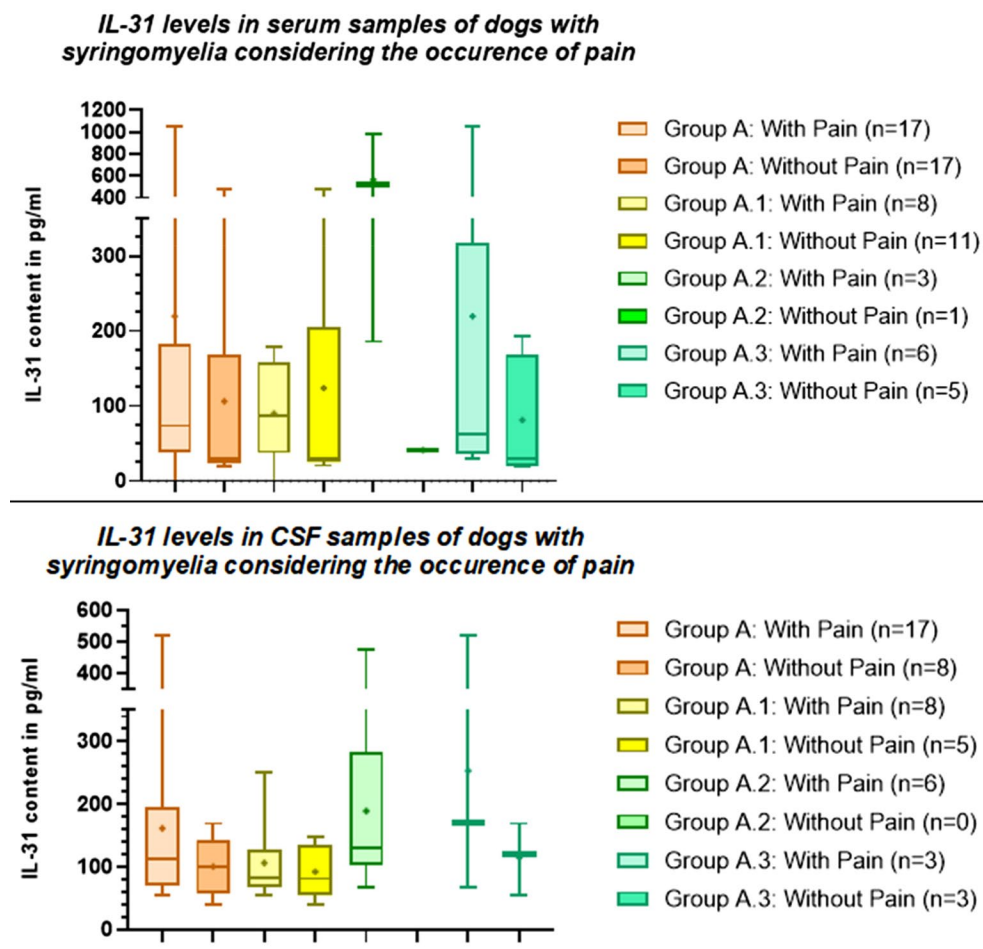 IL-31 levels in serum samples of dogs with
syringomyelia considering the occurence of pain
IL-31 content in pg/ml
1200
1000
800
600
400
300
200
100
0
Group A: With Pain (n=17)
Group A: Without Pain (n=17)
Group A.1: With Pain (n=8)
Group A.1: Without Pain (n=11)
Group A.2: With Pain (n=3)
Group A.2: Without Pain (n=1)
Group A.3: With Pain (n=6)
Group A.3: Without Pain (n=5)
IL-31 levels in CSF samples of dogs with
syringomyelia considering the occurence of pain
IL-31 content in pg/ml
600
500
400
300
200
100
0
Group A: With Pain (n=17)
Group A: Without Pain (n=8)
Group A.1: With Pain (n=8)
Group A.1: Without Pain (n=5)
Group A.2: With Pain (n=6)
Group A.2: Without Pain (n=0)
Group A.3: With Pain (n=3)
Group A.3: Without Pain (n=3)